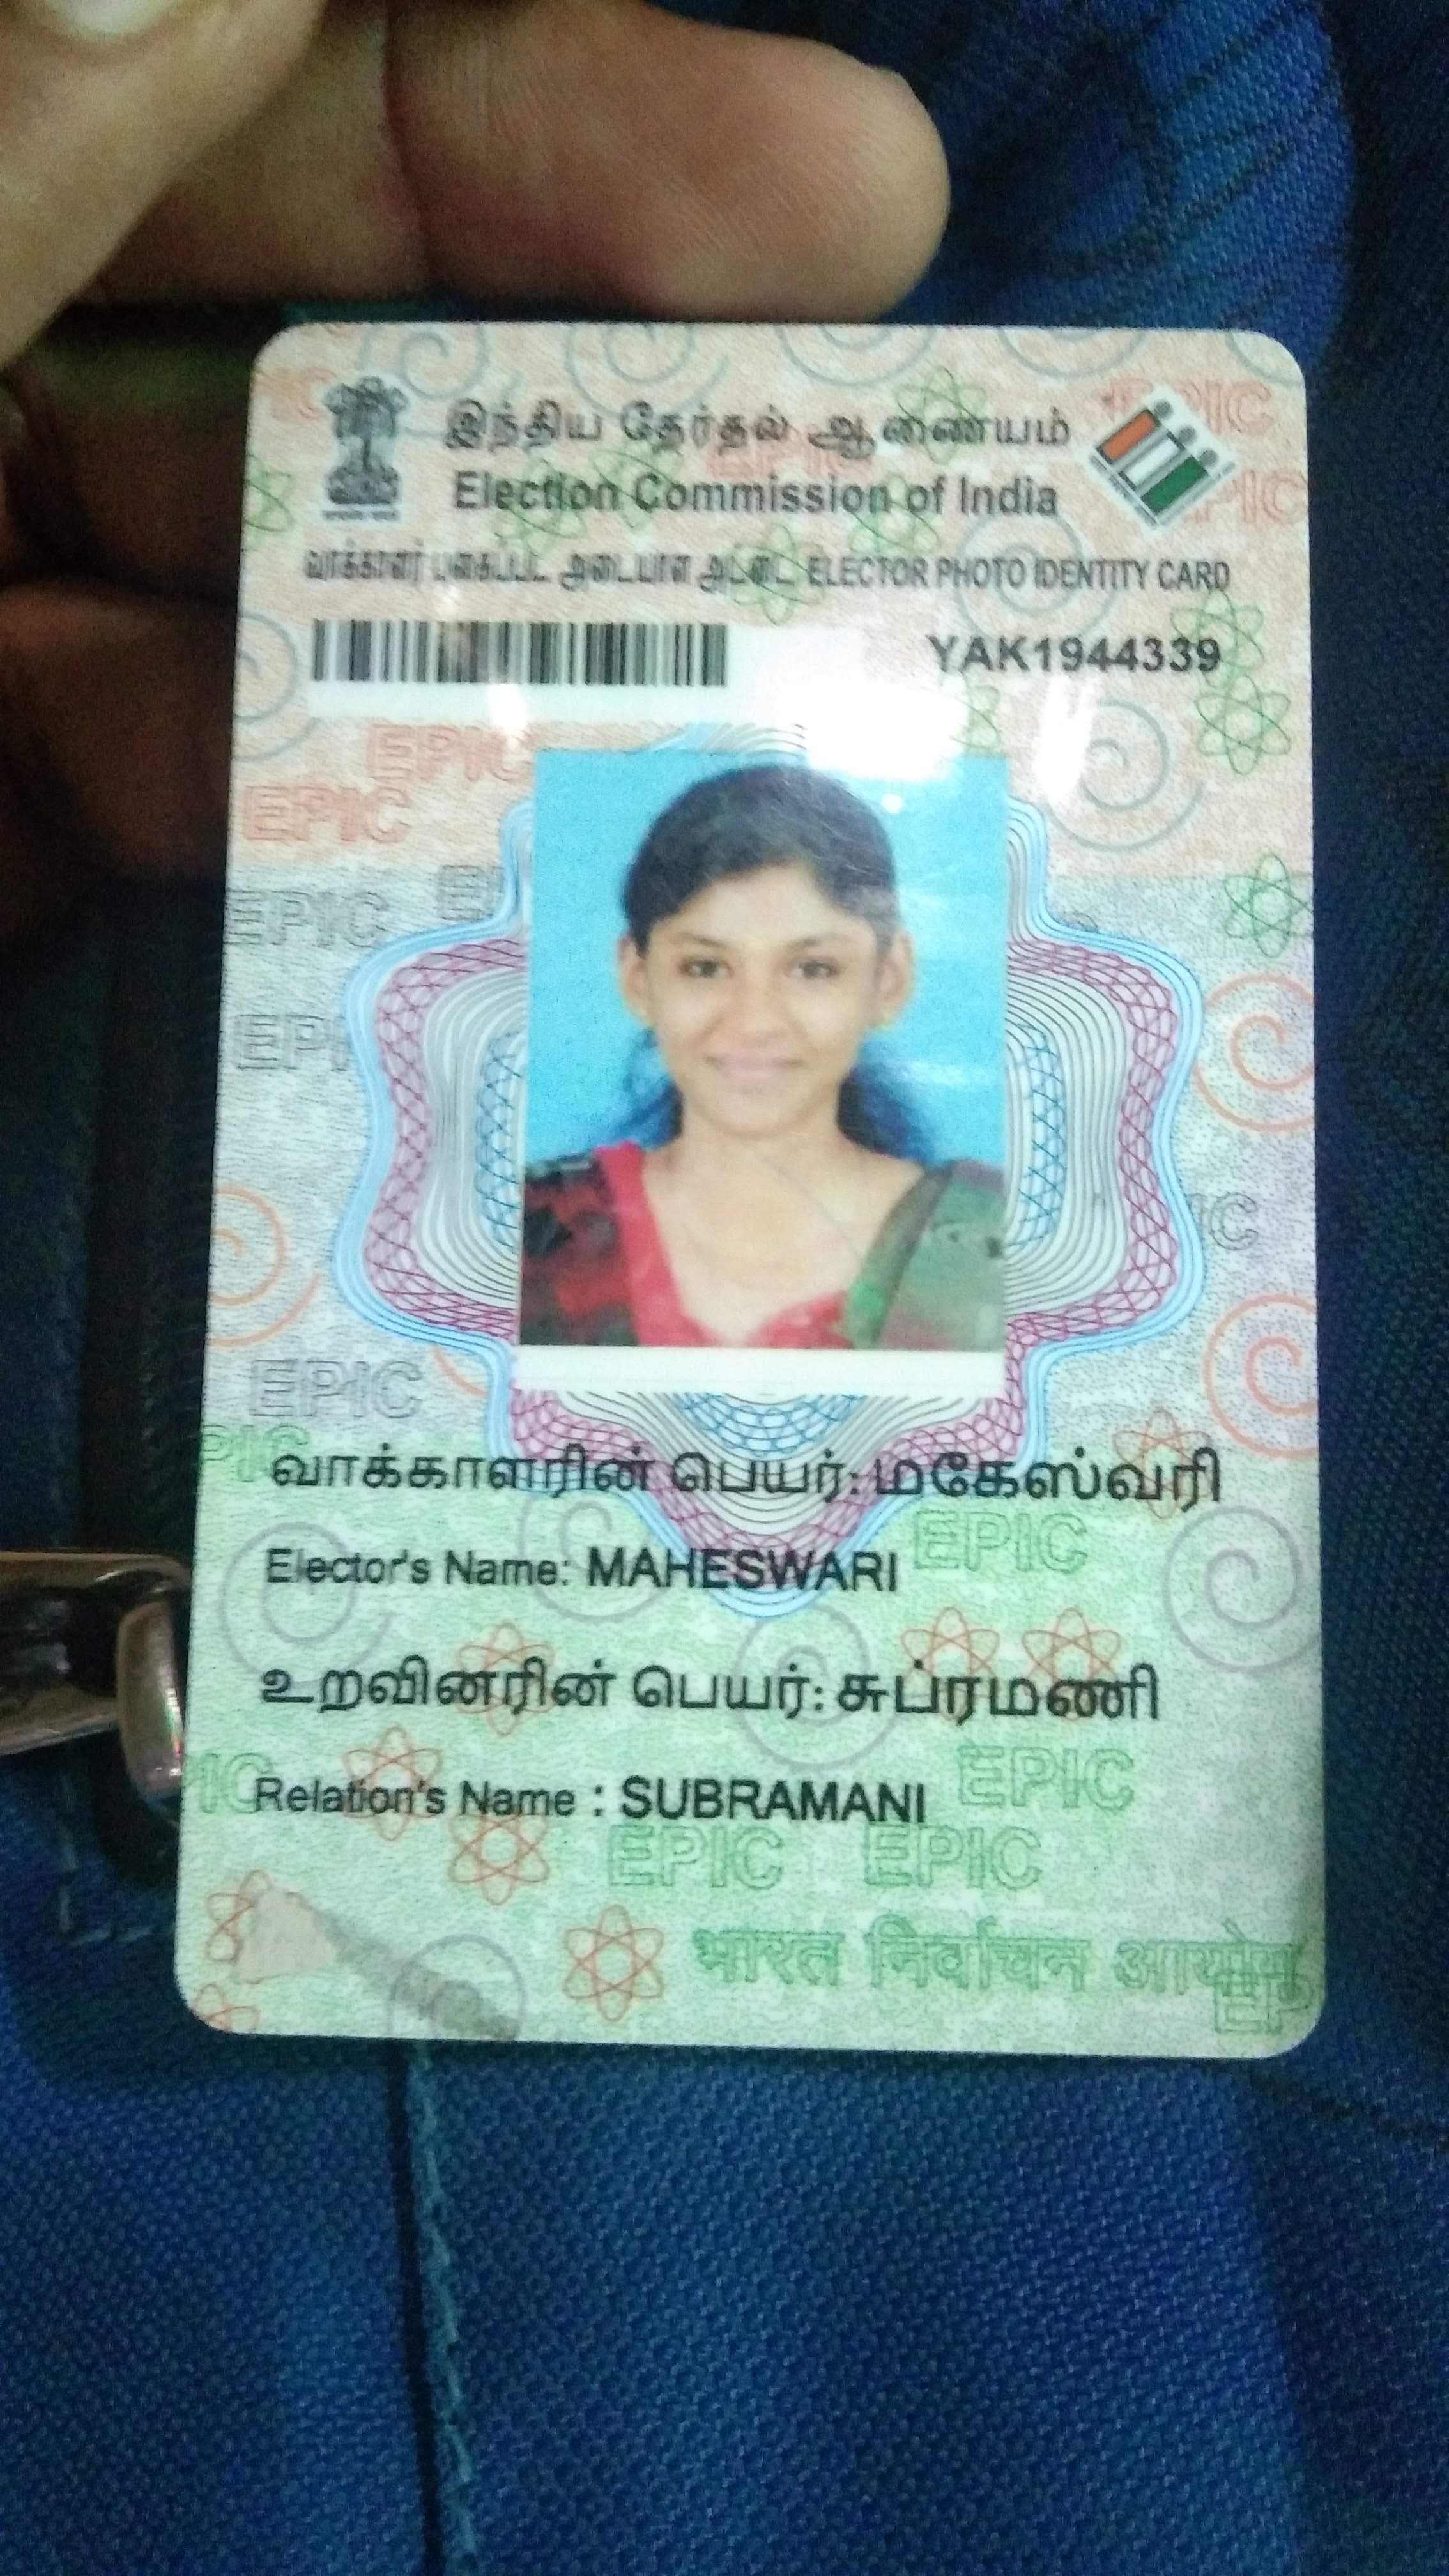 இந்திய தேர்தல் ஆணையம்
Election Commission of India
வாக்காளர் புகைப்பட அடையாள அட்டை ELECTOR PHOTO IDENTITY CARD
YAK1944339
EPIC
EPIC
EPIC
EPIC
வாக்காளரின் பெயர்: மகேஸ்வரி
Elector's Name: MAHESWARI EPIC
உறவினரின் பெயர்: சுப்ரமணி
Relation's Name : SUBRAMANI EPIC
EPIC EPIC
भारत निर्वाचन आयोग